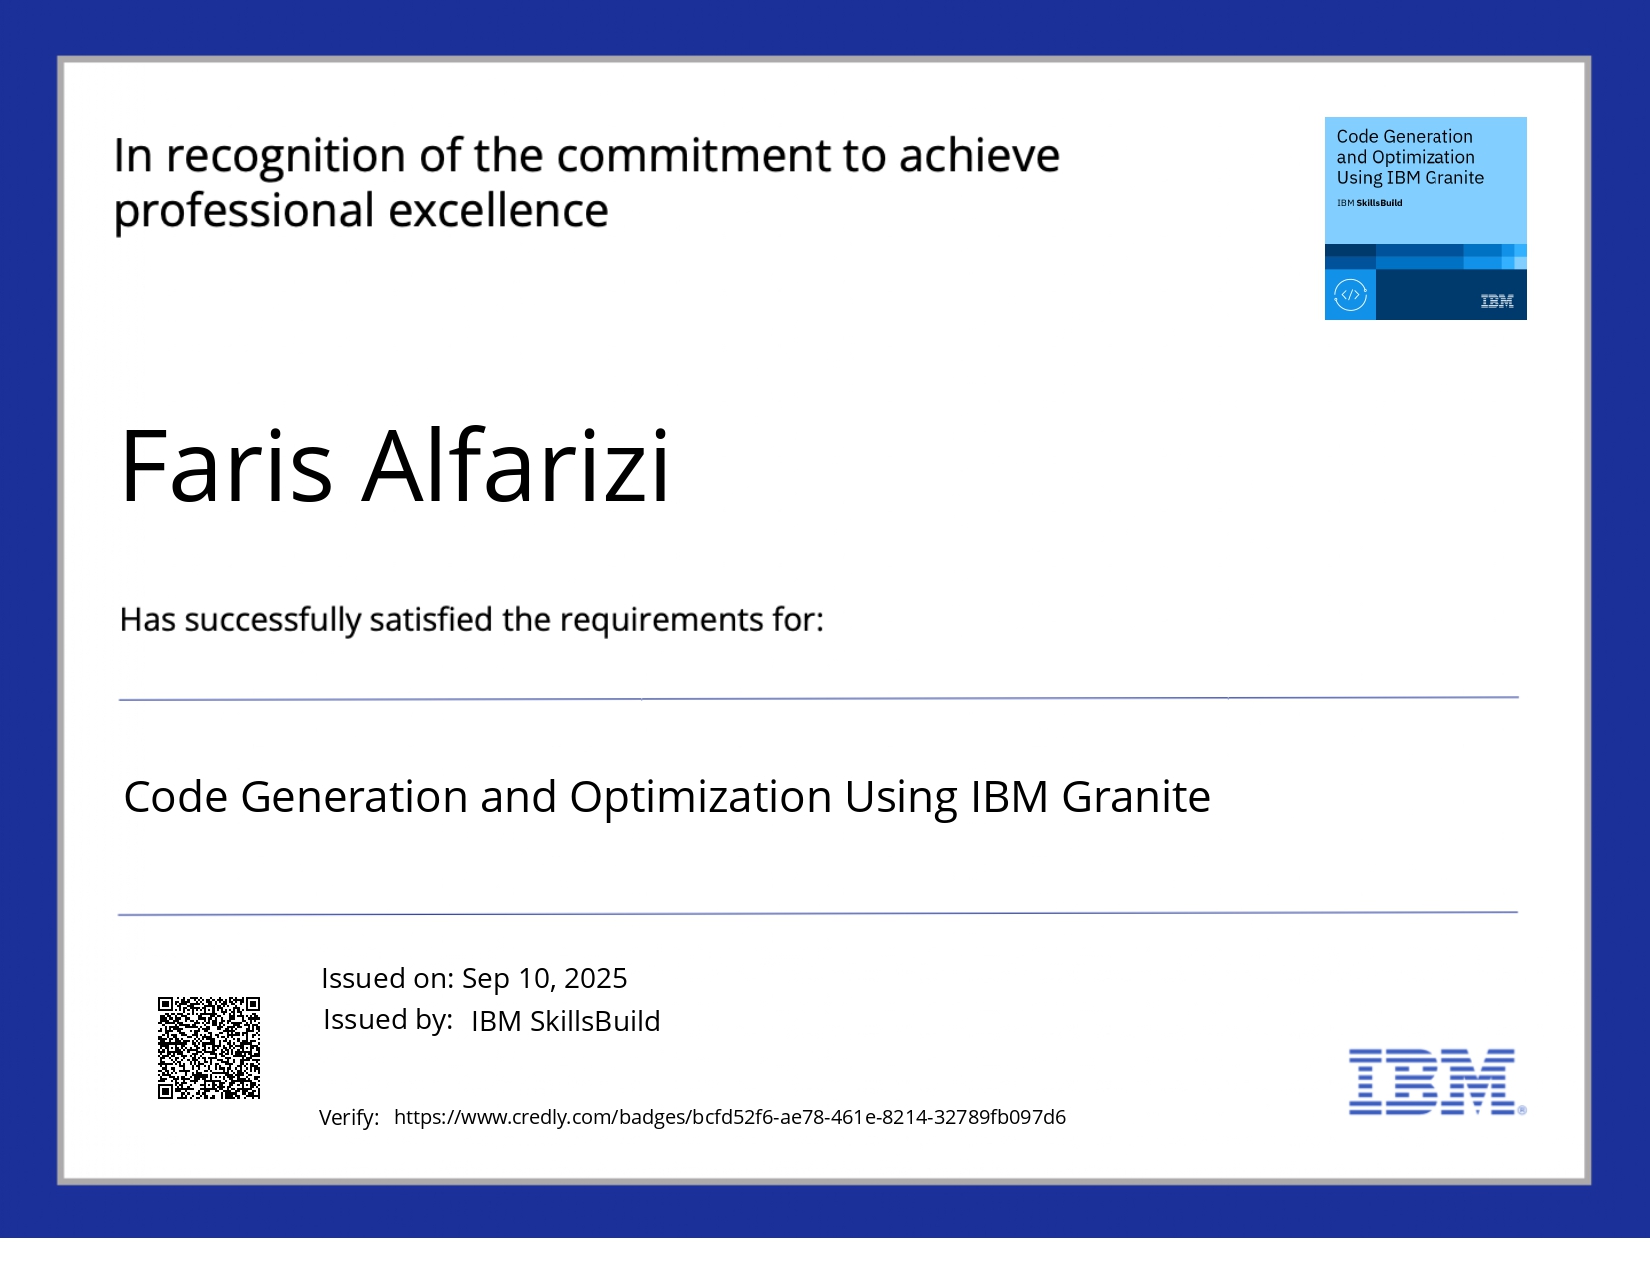 In recognition of the commitment to achieve
professional excellence
Code Generation
and Optimization
Using IBM Granite
IBM SkillsBuild
</>
IBM
Faris Alfarizi
Has successfully satisfied the requirements for:
Code Generation and Optimization Using IBM Granite
Issued on: Sep 10, 2025
Issued by: IBM SkillsBuild
Verify: https://www.credly.com/badges/bcfd52f6-ae78-461e-8214-32789fb097d6
IBM®